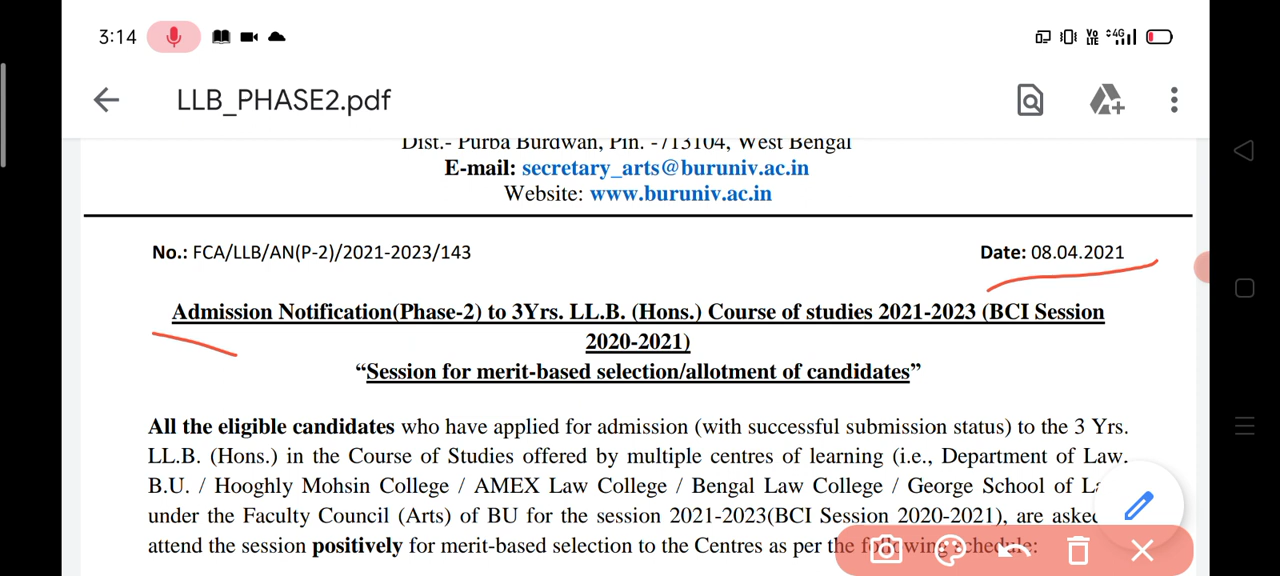 3:14
VO LTE 4G
LLB_PHASE2.pdf
Dist.- Purba Burdwan, Pin. -713104, West Bengal
E-mail: secretary_arts@buruniv.ac.in
Website: www.buruniv.ac.in
No.: FCA/LLB/AN(P-2)/2021-2023/143 Date: 08.04.2021
Admission Notification(Phase-2) to 3Yrs. LL.B. (Hons.) Course of studies 2021-2023 (BCI Session
2020-2021)
“Session for merit-based selection/allotment of candidates”
All the eligible candidates who have applied for admission (with successful submission status) to the 3 Yrs.
LL.B. (Hons.) in the Course of Studies offered by multiple centres of learning (i.e., Department of Law.
B.U. / Hooghly Mohsin College / AMEX Law College / Bengal Law College / George School of
under the Faculty Council (Arts) of BU for the session 2021-2023(BCI Session 2020-2021), are
attend the session positively for merit-based selection to the Centres as per the following schedule: